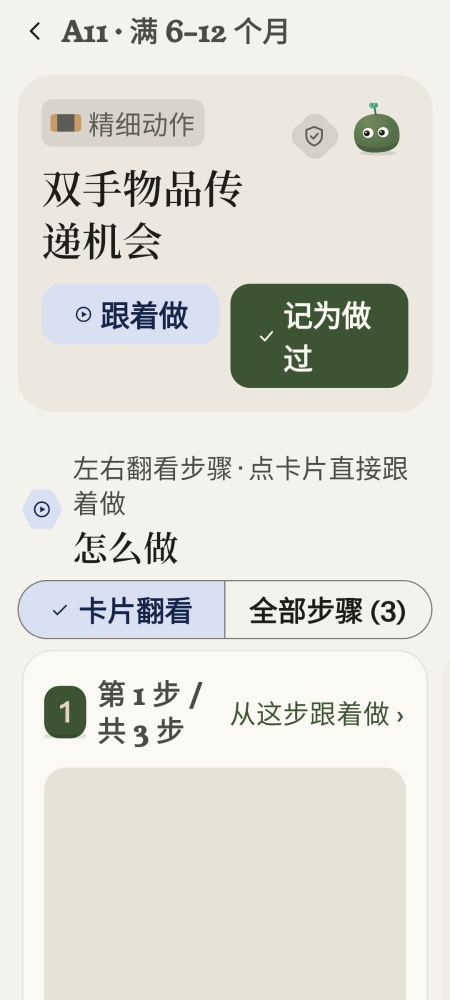 A11 · 满 6–12 个月
精细动作
双手物品传
递机会
跟着做
记为做
过
左右翻看步骤 · 点卡片直接跟
着做
怎么做
卡片翻看
全部步骤 (3)
1
第 1 步 /
共 3 步
从这步跟着做 ›